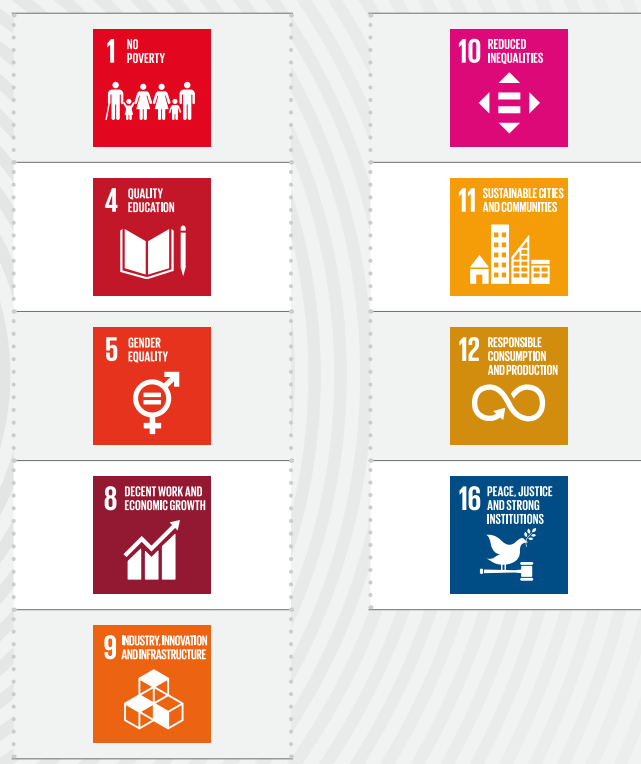 1 NO
POVERTY
4 QUALITY
EDUCATION
5 GENDER
EQUALITY
8 DECENT WORK AND
ECONOMIC GROWTH
9 INDUSTRY, INNOVATION
AND INFRASTRUCTURE
10 REDUCED
INEQUALITIES
11 SUSTAINABLE CITIES
AND COMMUNITIES
12 RESPONSIBLE
CONSUMPTION
AND PRODUCTION
16 PEACE, JUSTICE
AND STRONG
INSTITUTIONS